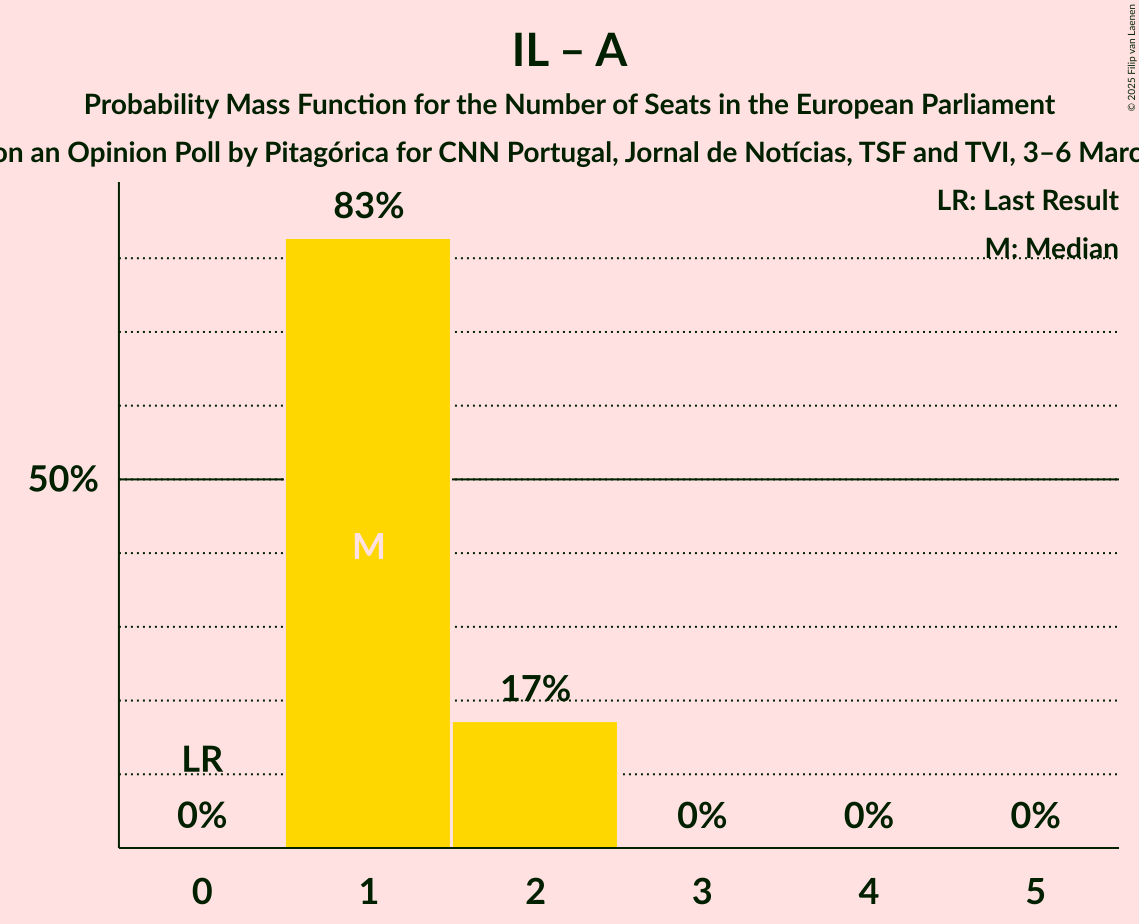 IL – A
Probability Mass Function for the Number of Seats in the European Parliament
on an Opinion Poll by Pitagórica for CNN Portugal, Jornal de Notícias, TSF and TVI, 3–6 Marc
© 2025 Filip van Laenen
LR: Last Result
M: Median
83%
50%
M
17%
LR
0%
0%
0%
0%
0
1
2
3
4
5